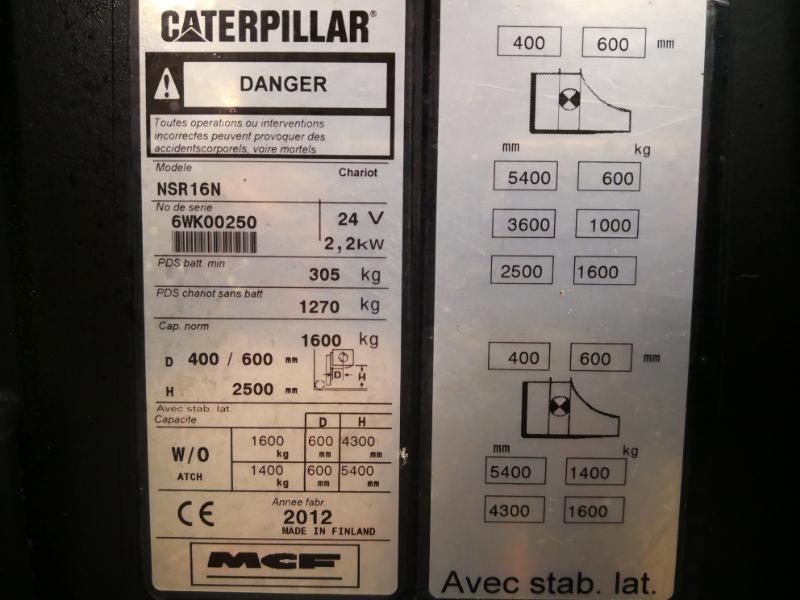 CATERPILLAR®
DANGER
Toutes operations ou interventions
incorrectes peuvent provoquer des
accidentscorporels, voire mortels
Modele
Chariot
NSR16N
No de serie
6WK00250
24 V
2,2kW
PDS batt. min
305 kg
PDS chariot sans batt
1270 kg
Cap. norm
1600 kg
D 400 / 600 mm
D
H
H 2500 mm
Avec stab. lat.
Capacite D H
W/O
ATCH
1600 kg 600 mm 4300 mm
1400 kg 600 mm 5400 mm
CE
Annee fabr.
2012
MADE IN FINLAND
MCF
400 600 mm
mm kg
5400 600
3600 1000
2500 1600
400 600 mm
mm kg
5400 1400
4300 1600
Avec stab. lat.